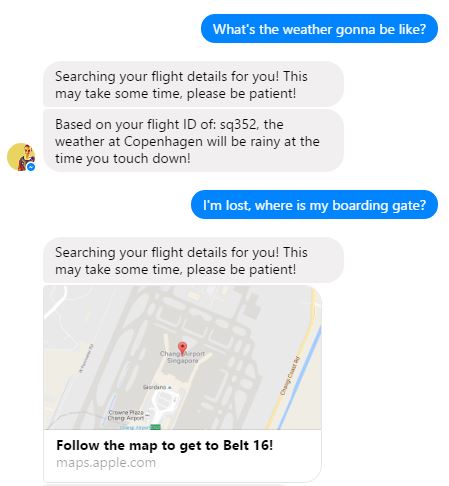 What's the weather gonna be like?
Searching your flight details for you! This
may take some time, please be patient!
Based on your flight ID of: sq352, the
weather at Copenhagen will be rainy at the
time you touch down!
I'm lost, where is my boarding gate?
Searching your flight details for you! This
may take some time, please be patient!
Changi Airport
Singapore
Giordano
Crowne Plaza
Changi Airport
Changi Airport
Changi Coast Rd
Follow the map to get to Belt 16!
maps.apple.com